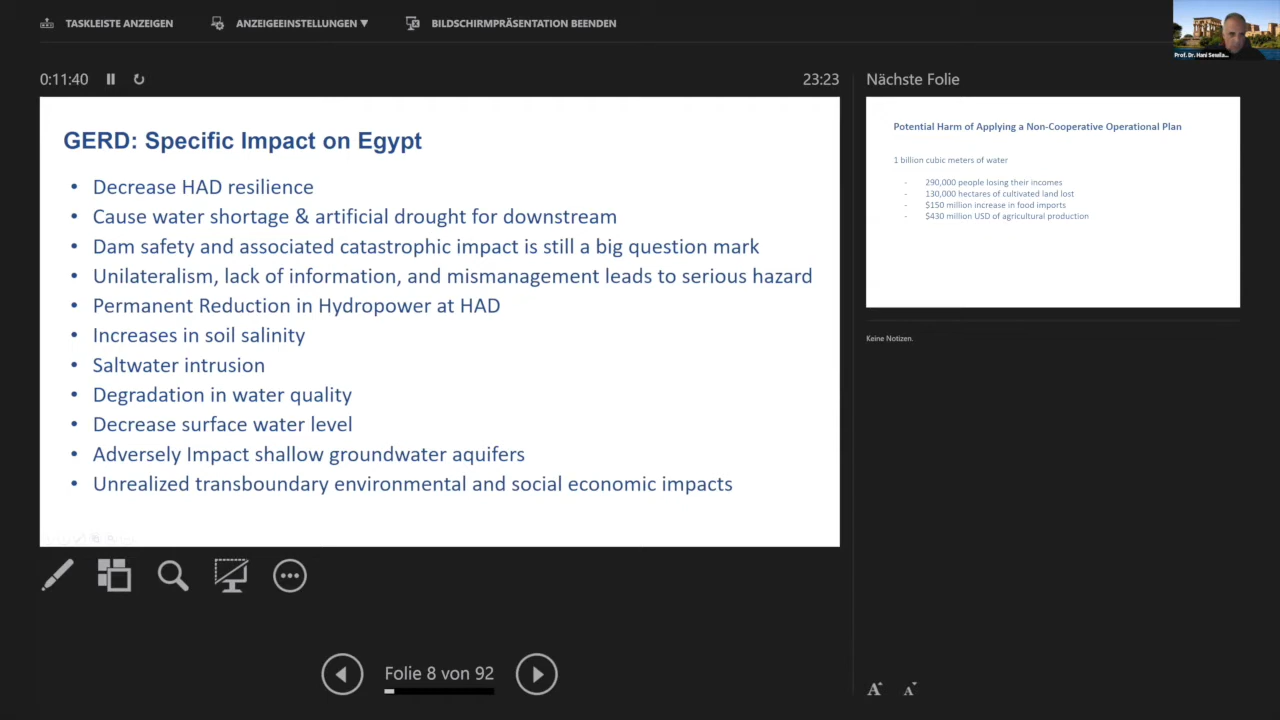 TASKLEISTE ANZEIGEN
ANZEIGEEINSTELLUNGEN ▼
BILDSCHIRMPRÄSENTATION BEENDEN
Prof. Dr. Hani
0:11:40
23:23
GERD: Specific Impact on Egypt
• Decrease HAD resilience
• Cause water shortage & artificial drought for downstream
• Dam safety and associated catastrophic impact is still a big question mark
• Unilateralism, lack of information, and mismanagement leads to serious hazard
• Permanent Reduction in Hydropower at HAD
• Increases in soil salinity
• Saltwater intrusion
• Degradation in water quality
• Decrease surface water level
• Adversely Impact shallow groundwater aquifers
• Unrealized transboundary environmental and social economic impacts
Folie 8 von 92
Nächste Folie
Potential Harm of Applying a Non-Cooperative Operational Plan
1 billion cubic meters of water
- 290,000 people losing their incomes
- 130,000 hectares of cultivated land lost
- $150 million increase in food imports
- $430 million USD of agricultural production
Keine Notizen.
A A